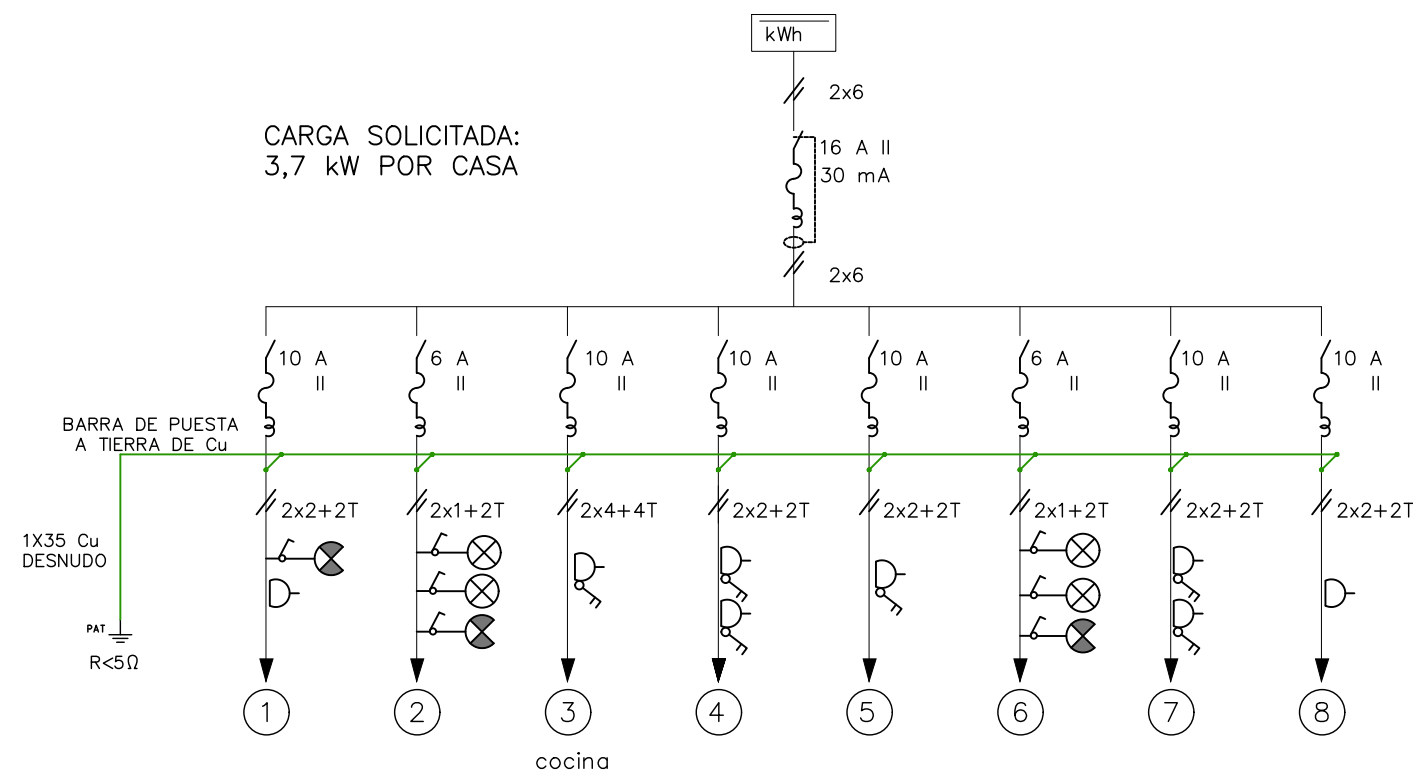 kWh
2x6
CARGA SOLICITADA:
3,7 kW POR CASA
16 A II
30 mA
2x6
10 A
II
6 A
II
10 A
II
10 A
II
10 A
II
6 A
II
10 A
II
10 A
II
BARRA DE PUESTA
A TIERRA DE Cu
2x2+2T
2x1+2T
2x4+4T
2x2+2T
2x2+2T
2x1+2T
2x2+2T
2x2+2T
1X35 Cu
DESNUDO
PAT
R<5Ω
1
2
3
4
5
6
7
8
cocina